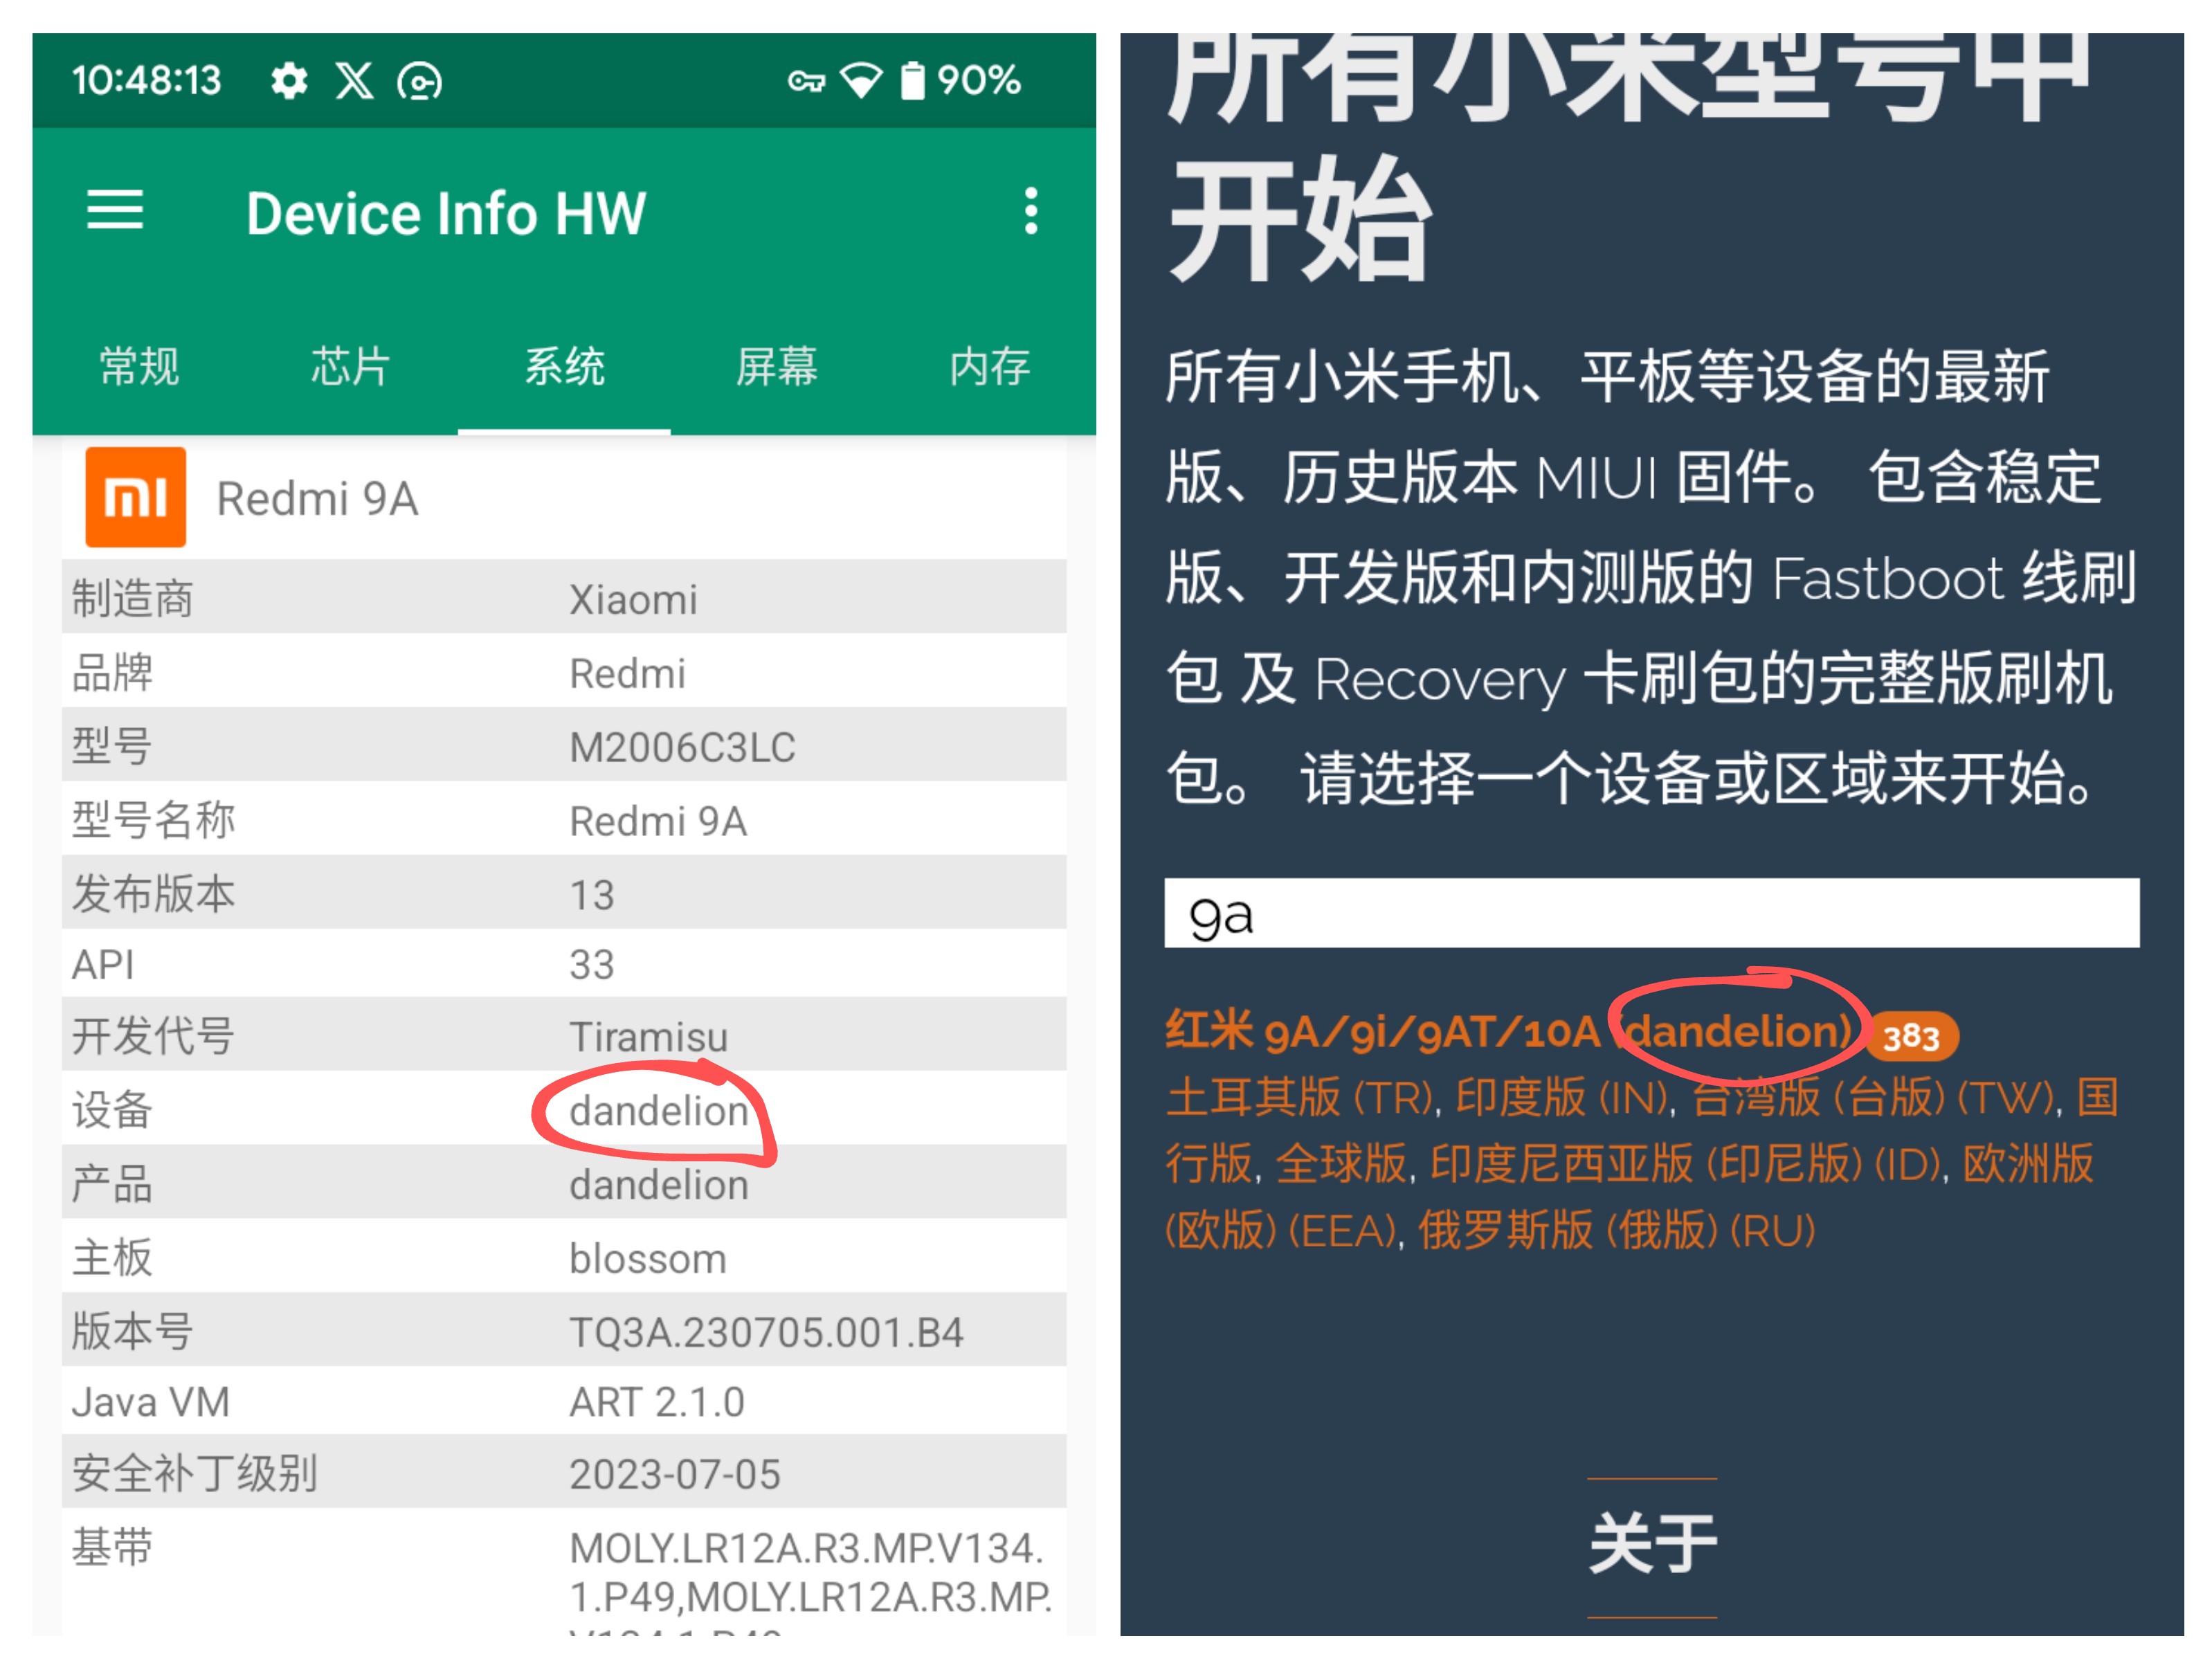 10:48:13
90%
Device Info HW
常规 芯片 系统 屏幕 内存
mi
Redmi 9A
制造商 Xiaomi
品牌 Redmi
型号 M2006C3LC
型号名称 Redmi 9A
发布版本 13
API 33
开发代号 Tiramisu
设备 dandelion
产品 dandelion
主板 blossom
版本号 TQ3A.230705.001.B4
Java VM ART 2.1.0
安全补丁级别 2023-07-05
基带 MOLY.LR12A.R3.MP.V134.
1.P49,MOLY.LR12A.R3.MP.
所有小米型号中
开始
所有小米手机、平板等设备的最新
版、历史版本 MIUI 固件。 包含稳定
版、开发版和内测版的 Fastboot 线刷
包 及 Recovery 卡刷包的完整版刷机
包。 请选择一个设备或区域来开始。
9a
红米 9A/9i/9AT/10A (dandelion) 383
土耳其版 (TR), 印度版 (IN), 台湾版 (台版) (TW), 国
行版, 全球版, 印度尼西亚版 (印尼版) (ID), 欧洲版
(欧版) (EEA), 俄罗斯版 (俄版) (RU)
关于